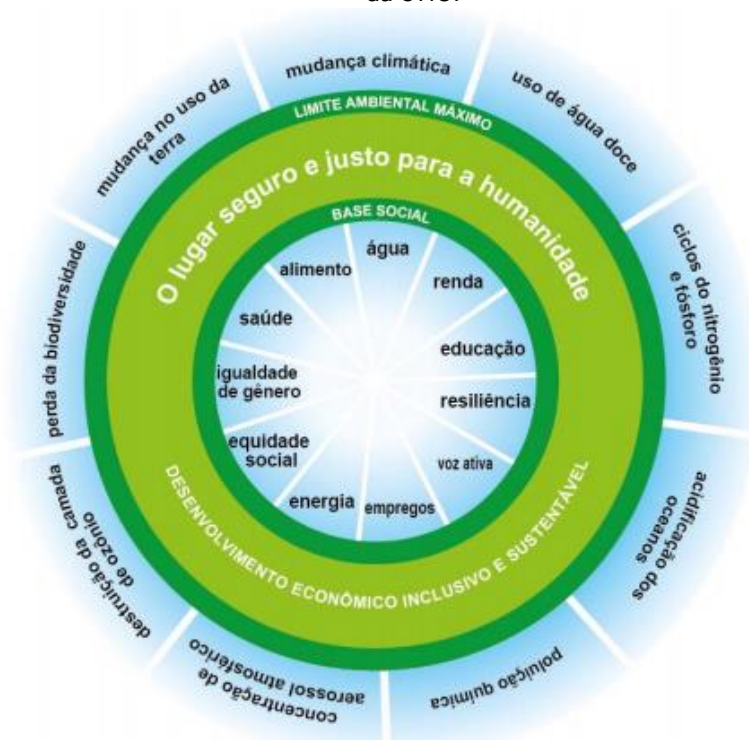 mudança climática
uso de água doce
ciclos do nitrogênio
e fósforo
acidificação dos
oceanos
poluição química
concentração de
aerossol atmosférico
destruição da camada
de ozônio
perda da biodiversidade
mudança no uso da
terra
LIMITE AMBIENTAL MÁXIMO
O lugar seguro e justo para a humanidade
BASE SOCIAL
água
renda
educação
resiliência
voz ativa
empregos
energia
equidade
social
igualdade
de gênero
saúde
alimento
DESENVOLVIMENTO ECONÔMICO INCLUSIVO E SUSTENTÁVEL